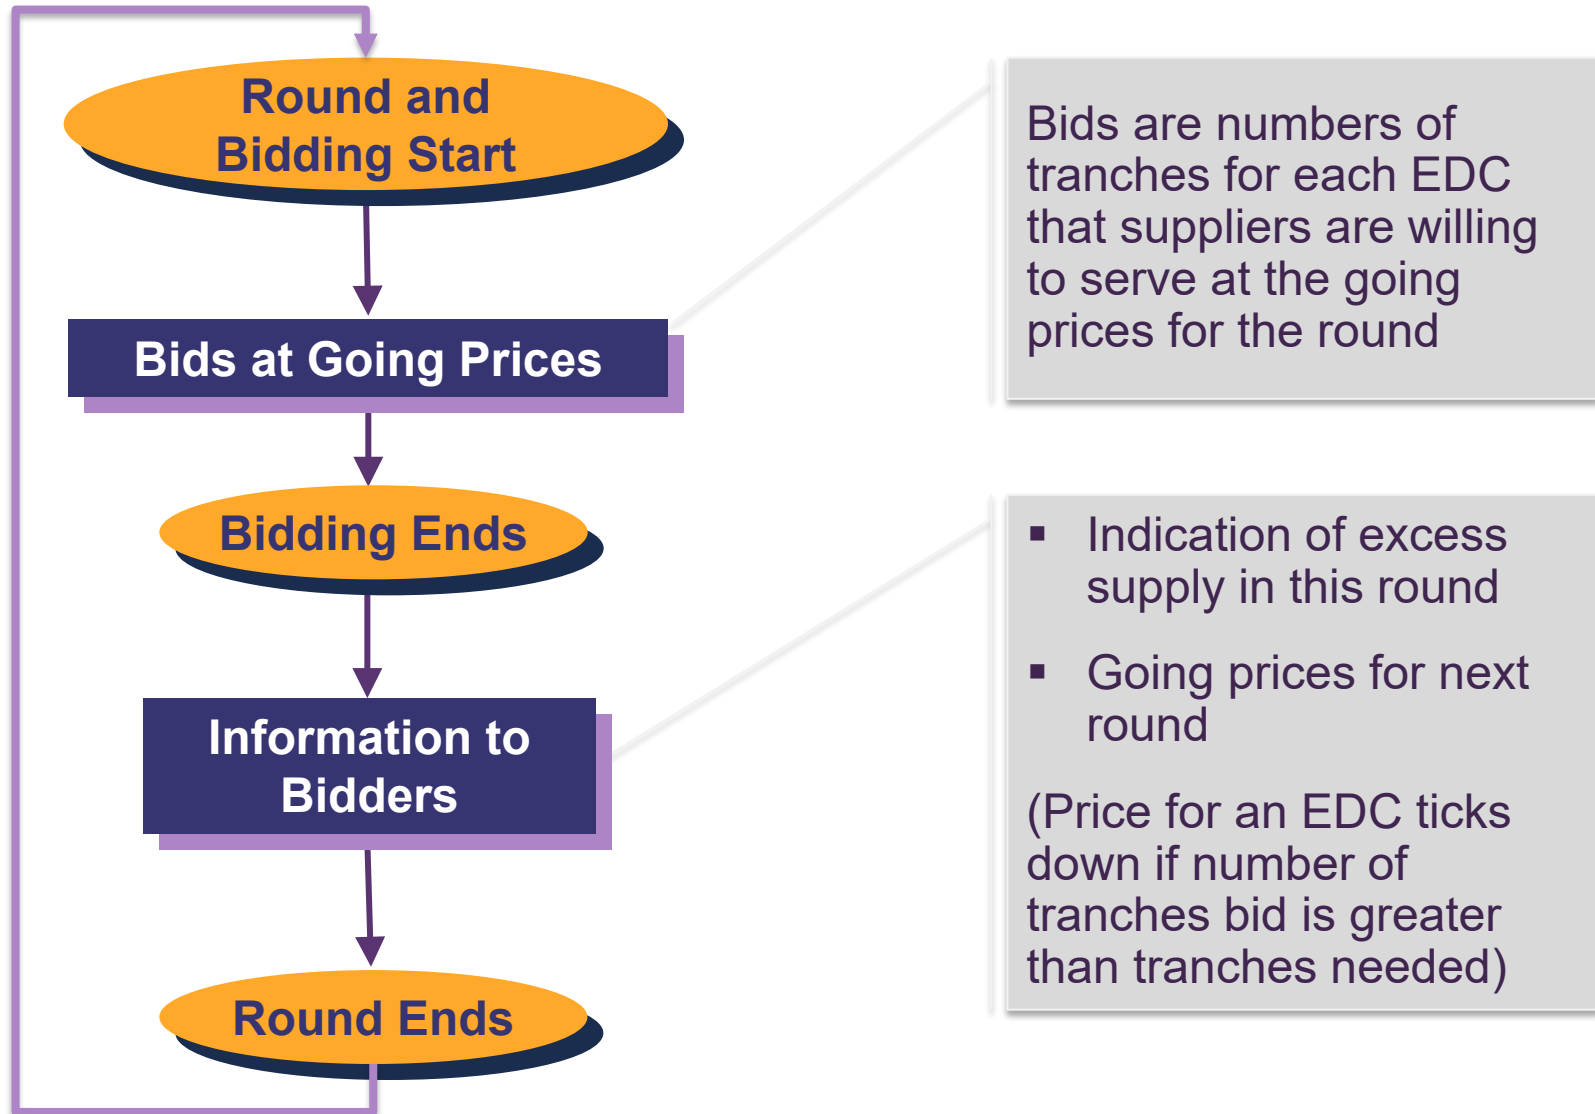 Round and
Bidding Start
Bids at Going Prices
Bidding Ends
Information to
Bidders
Round Ends
Bids are numbers of
tranches for each EDC
that suppliers are willing
to serve at the going
prices for the round
▪ Indication of excess
supply in this round
▪ Going prices for next
round
(Price for an EDC ticks
down if number of
tranches bid is greater
than tranches needed)